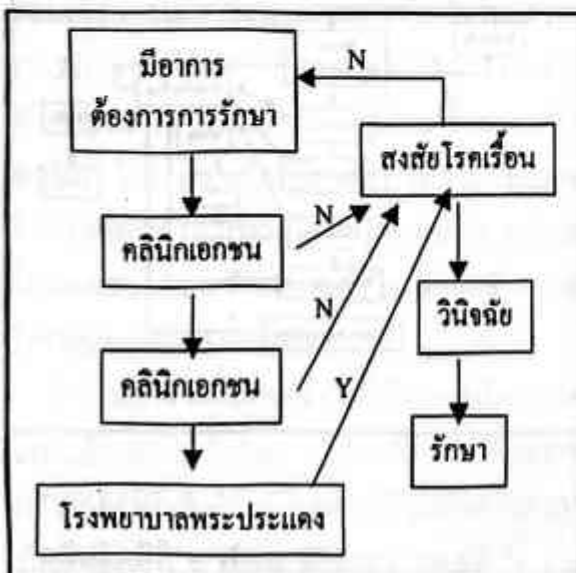 มีอาการ
ต้องการการรักษา
N
สงสัยโรคเรื้อน
คลินิกเอกชน
N
วินิจฉัย
N
คลินิกเอกชน
Y
รักษา
โรงพยาบาลพระประแดง